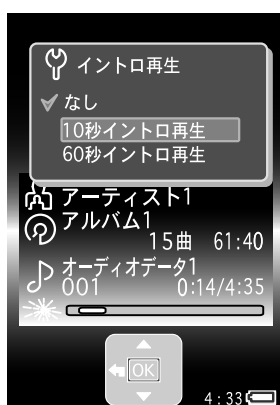 イントロ再生
なし
10秒イントロ再生
60秒イントロ再生
アーティスト1
アルバム1
15曲 61:40
オーディオデータ1
001 0:14/4:35
OK
4:33